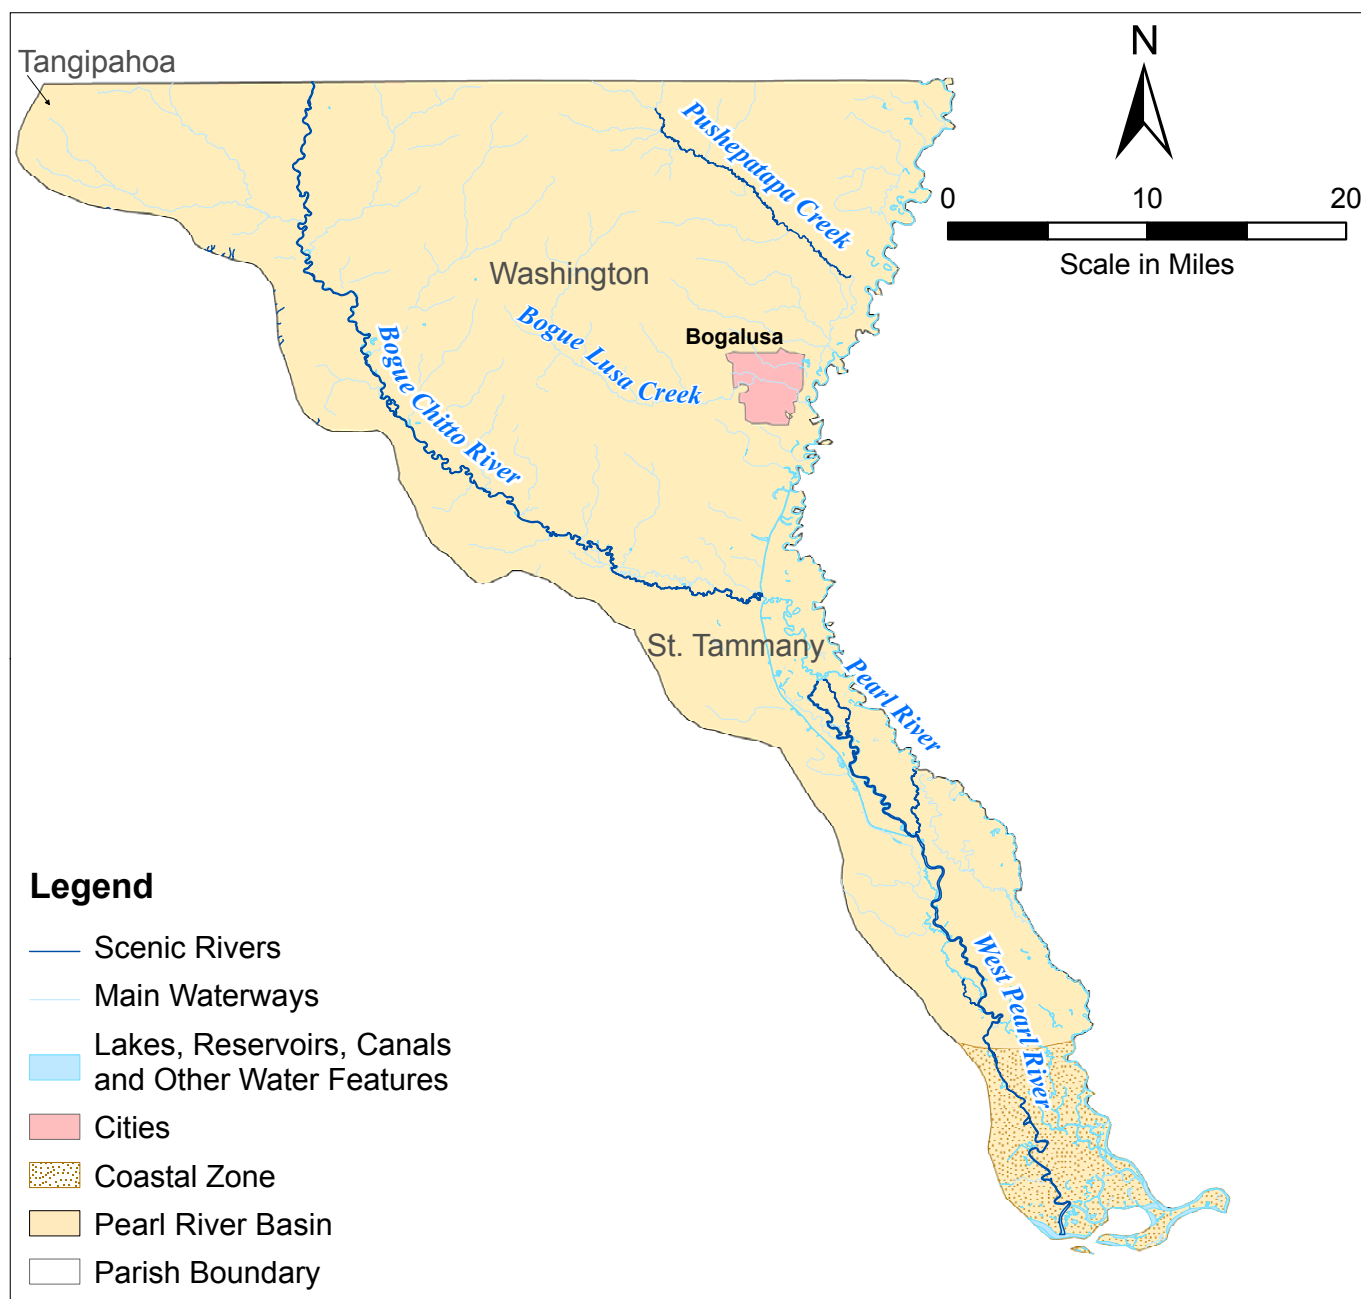 Tangipahoa
N
Pushepatapa Creek
0 10 20
Scale in Miles
Washington
Bogue Lusa Creek
Bogalusa
Bogue Chitto River
St. Tammany
Pearl River
West Pearl River
Legend
Scenic Rivers
Main Waterways
Lakes, Reservoirs, Canals
and Other Water Features
Cities
Coastal Zone
Pearl River Basin
Parish Boundary